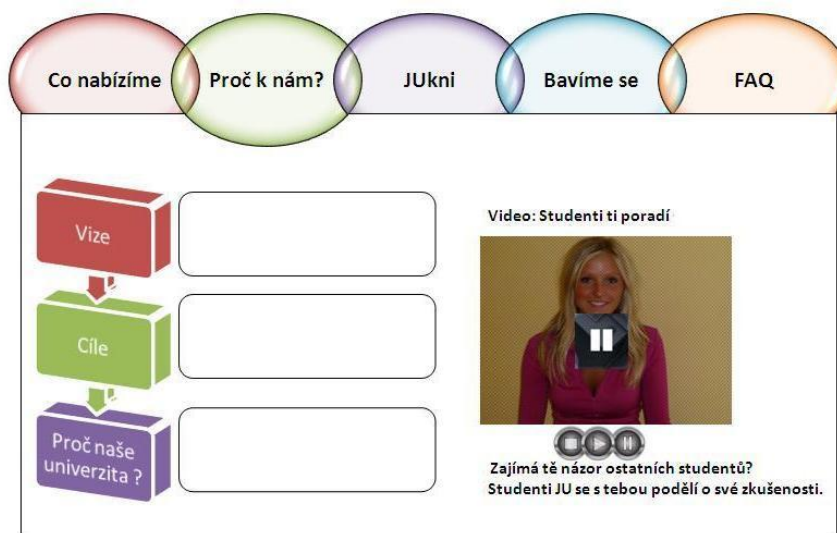 Co nabízíme
Proč k nám?
JUkni
Bavíme se
FAQ
Vize
Cíle
Proč naše
univerzita ?
Video: Studenti ti poradí
Zajímá tě názor ostatních studentů?
Studenti JU se s tebou podělí o své zkušenosti.